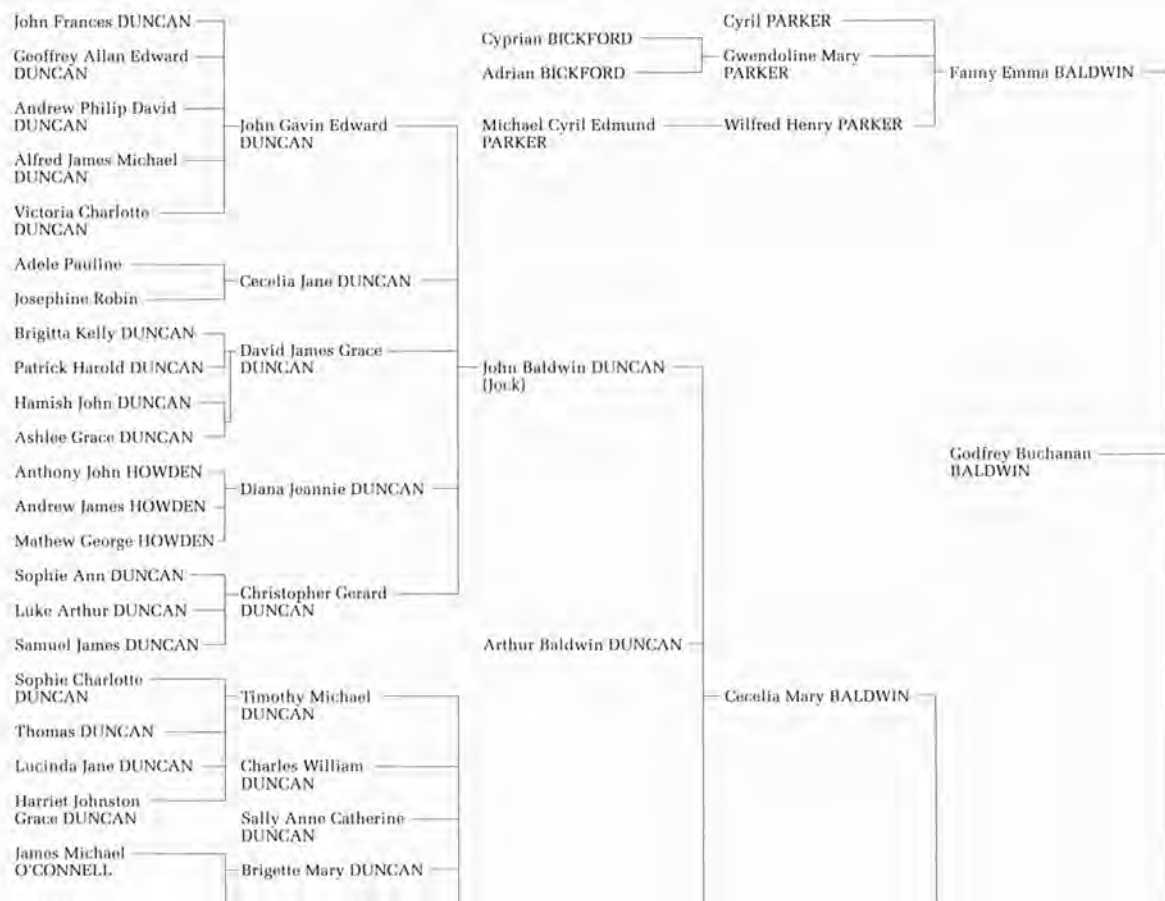 John Frances DUNCAN
Geoffrey Allan Edward
DUNCAN
Andrew Philip David
DUNCAN
Alfred James Michael
DUNCAN
Victoria Charlotte
DUNCAN
Adele Pauline
Josephine Robin
Brigitta Kelly DUNCAN
Patrick Harold DUNCAN
Hamish John DUNCAN
Ashlee Grace DUNCAN
Anthony John HOWDEN
Andrew James HOWDEN
Mathew George HOWDEN
Sophie Ann DUNCAN
Luke Arthur DUNCAN
Samuel James DUNCAN
Sophie Charlotte
DUNCAN
Thomas DUNCAN
Lucinda Jane DUNCAN
Harriet Johnston
Grace DUNCAN
James Michael
O'CONNELL
John Gavin Edward
DUNCAN
Cecelia Jane DUNCAN
David James Grace
DUNCAN
Diana Jeannie DUNCAN
Christopher Gerard
DUNCAN
Timothy Michael
DUNCAN
Charles William
DUNCAN
Sally Anne Catherine
DUNCAN
Brigette Mary DUNCAN
Cyprian BICKFORD
Adrian BICKFORD
Michael Cyril Edmund
PARKER
John Baldwin DUNCAN
(Jock)
Arthur Baldwin DUNCAN
Cyril PARKER
Gwendoline Mary
PARKER
Wilfred Henry PARKER
Cecelia Mary BALDWIN
Fanny Emma BALDWIN
Godfrey Buchanan
BALDWIN